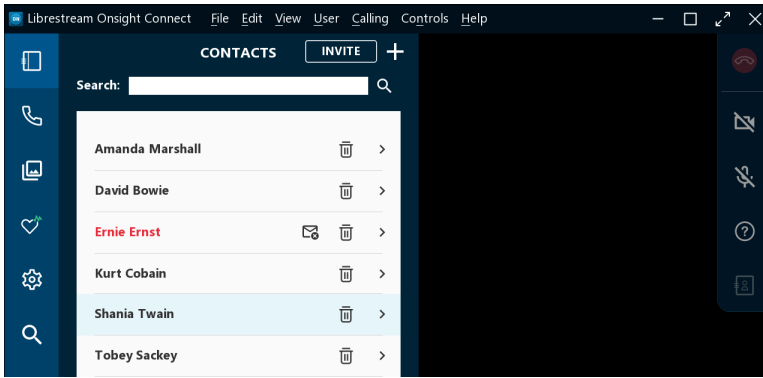 Librestream Onsight Connect File Edit View User Calling Controls Help
CONTACTS INVITE
Search:
Amanda Marshall
David Bowie
Ernie Ernst
Kurt Cobain
Shania Twain
Tobey Sackey